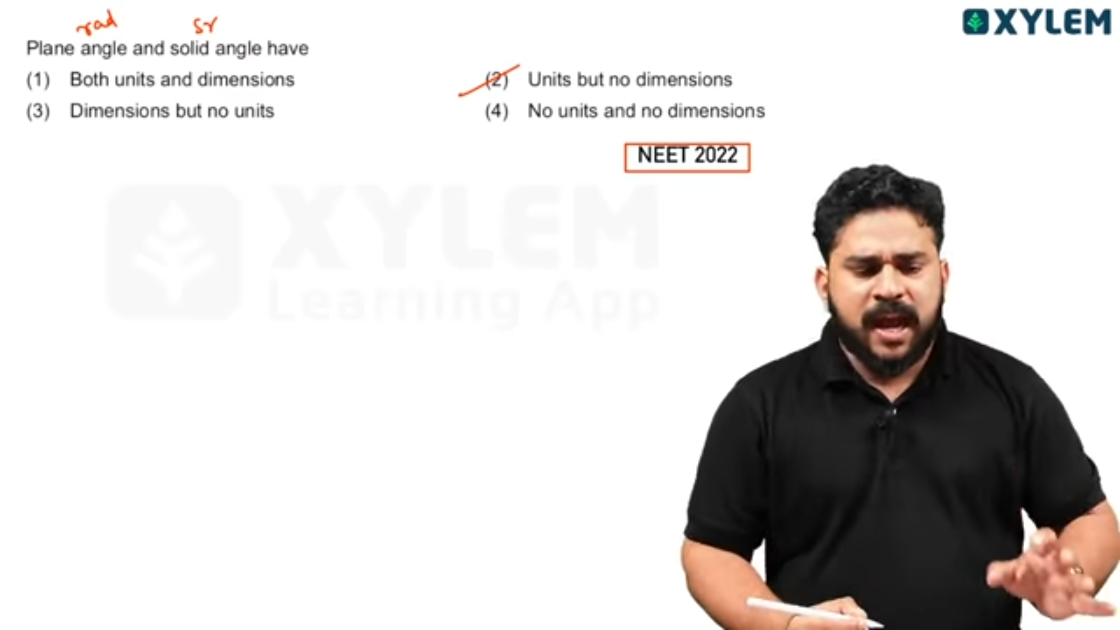 XYLEM
rad sr
Plane angle and solid angle have
(1) Both units and dimensions
(2) Units but no dimensions
(3) Dimensions but no units
(4) No units and no dimensions
NEET 2022
XYLEM
Learning App